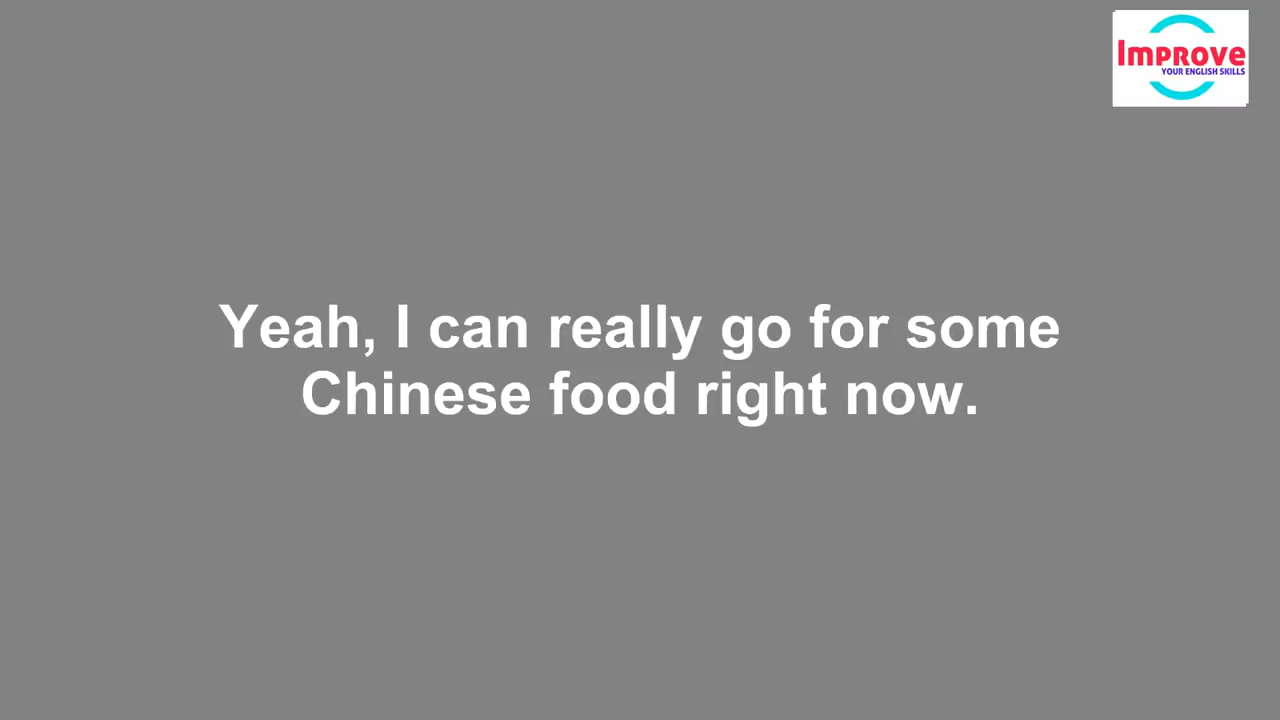 Improve
YOUR ENGLISH SKILLS
Yeah, I can really go for some
Chinese food right now.